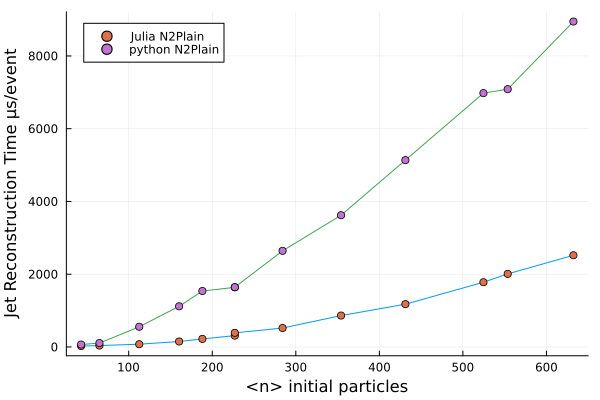 Julia N2Plain
python N2Plain
Jet Reconstruction Time μs/event
8000
6000
4000
2000
0
100 200 300 400 500 600
<n> initial particles